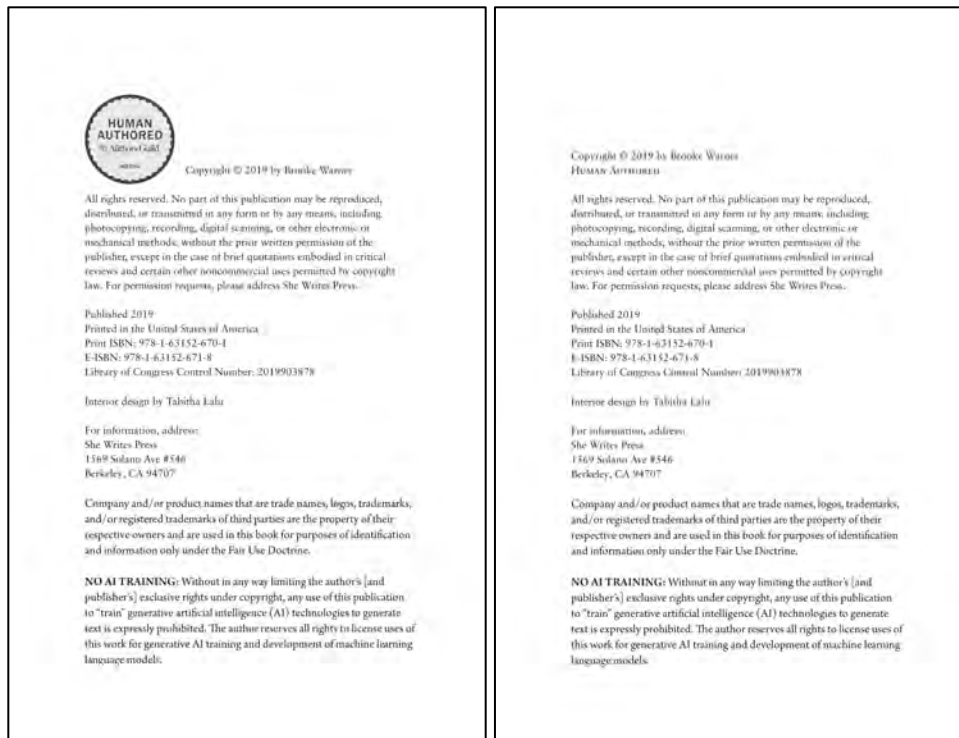 HUMAN
AUTHORED
Authors Guild
Copyright © 2019 by Brooke Warner
All rights reserved. No part of this publication may be reproduced,
distributed, or transmitted in any form or by any means, including
photocopying, recording, digital scanning, or other electronic or
mechanical methods, without the prior written permission of the
publisher, except in the case of brief quotations embodied in critical
reviews and certain other noncommercial uses permitted by copyright
law. For permission requests, please address She Writes Press.
Published 2019
Printed in the United States of America
Print ISBN: 978-1-63152-670-1
E-ISBN: 978-1-63152-671-8
Library of Congress Control Number: 2019903878
Interior design by Tabitha Lahr
For information, address:
She Writes Press
1569 Solano Ave #546
Berkeley, CA 94707
Company and/or product names that are trade names, logos, trademarks,
and/or registered trademarks of third parties are the property of their
respective owners and are used in this book for purposes of identification
and information only under the Fair Use Doctrine.
NO AI TRAINING: Without in any way limiting the author's [and
publisher's] exclusive rights under copyright, any use of this publication
to "train" generative artificial intelligence (AI) technologies to generate
text is expressly prohibited. The author reserves all rights to license uses of
this work for generative AI training and development of machine learning
language models.
Copyright © 2019 by Brooke Warner
HUMAN AUTHORED
All rights reserved. No part of this publication may be reproduced,
distributed, or transmitted in any form or by any means, including
photocopying, recording, digital scanning, or other electronic or
mechanical methods, without the prior written permission of the
publisher, except in the case of brief quotations embodied in critical
reviews and certain other noncommercial uses permitted by copyright
law. For permission requests, please address She Writes Press.
Published 2019
Printed in the United States of America
Print ISBN: 978-1-63152-670-1
E-ISBN: 978-1-63152-671-8
Library of Congress Control Number: 2019903878
Interior design by Tabitha Lahr
For information, address:
She Writes Press
1569 Solano Ave #546
Berkeley, CA 94707
Company and/or product names that are trade names, logos, trademarks,
and/or registered trademarks of third parties are the property of their
respective owners and are used in this book for purposes of identification
and information only under the Fair Use Doctrine.
NO AI TRAINING: Without in any way limiting the author's [and
publisher's] exclusive rights under copyright, any use of this publication
to "train" generative artificial intelligence (AI) technologies to generate
text is expressly prohibited. The author reserves all rights to license uses of
this work for generative AI training and development of machine learning
language models.